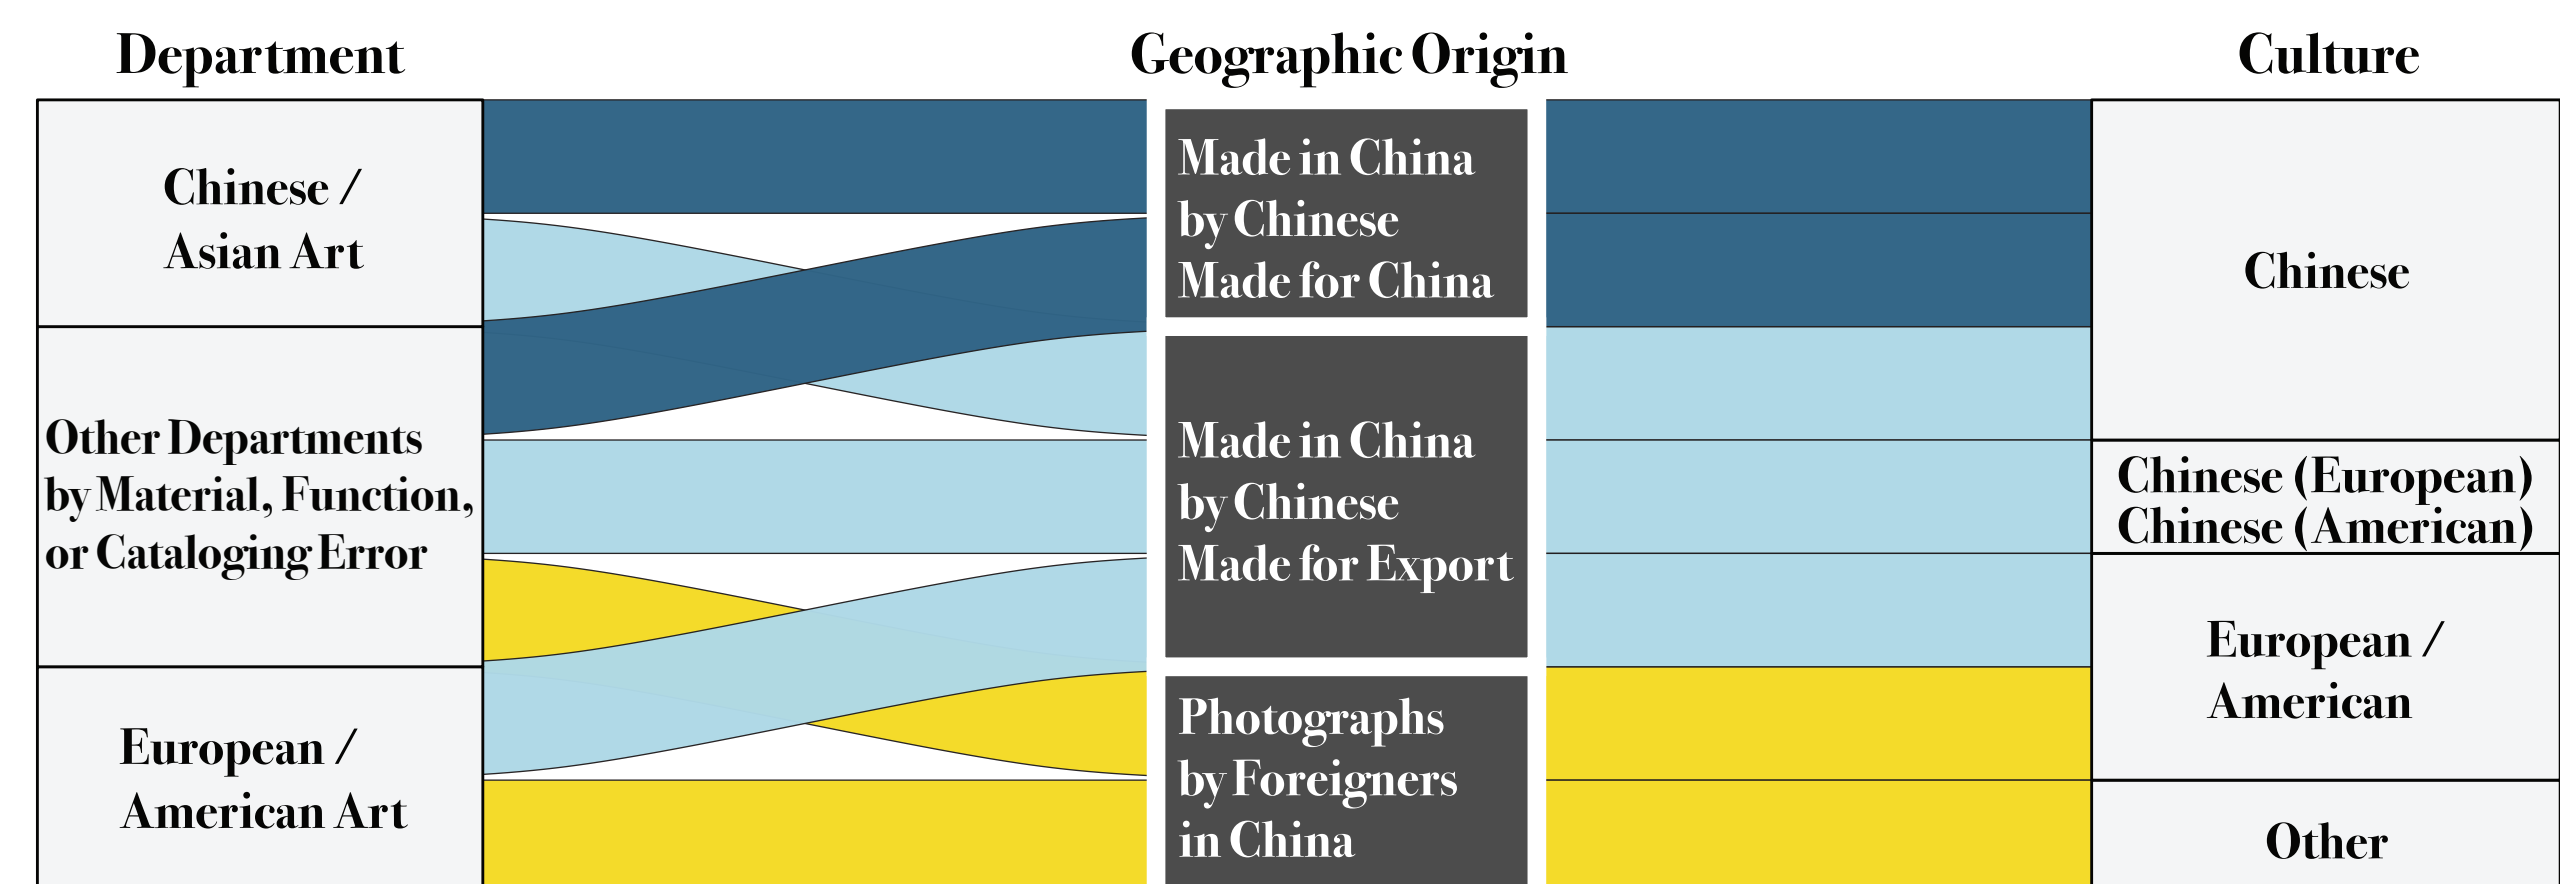 Department
Geographic Origin
Culture
Chinese /
Asian Art
Other Departments
by Material, Function,
or Cataloging Error
European /
American Art
Made in China
by Chinese
Made for China
Made in China
by Chinese
Made for Export
Photographs
by Foreigners
in China
Chinese
Chinese (European)
Chinese (American)
European /
American
Other